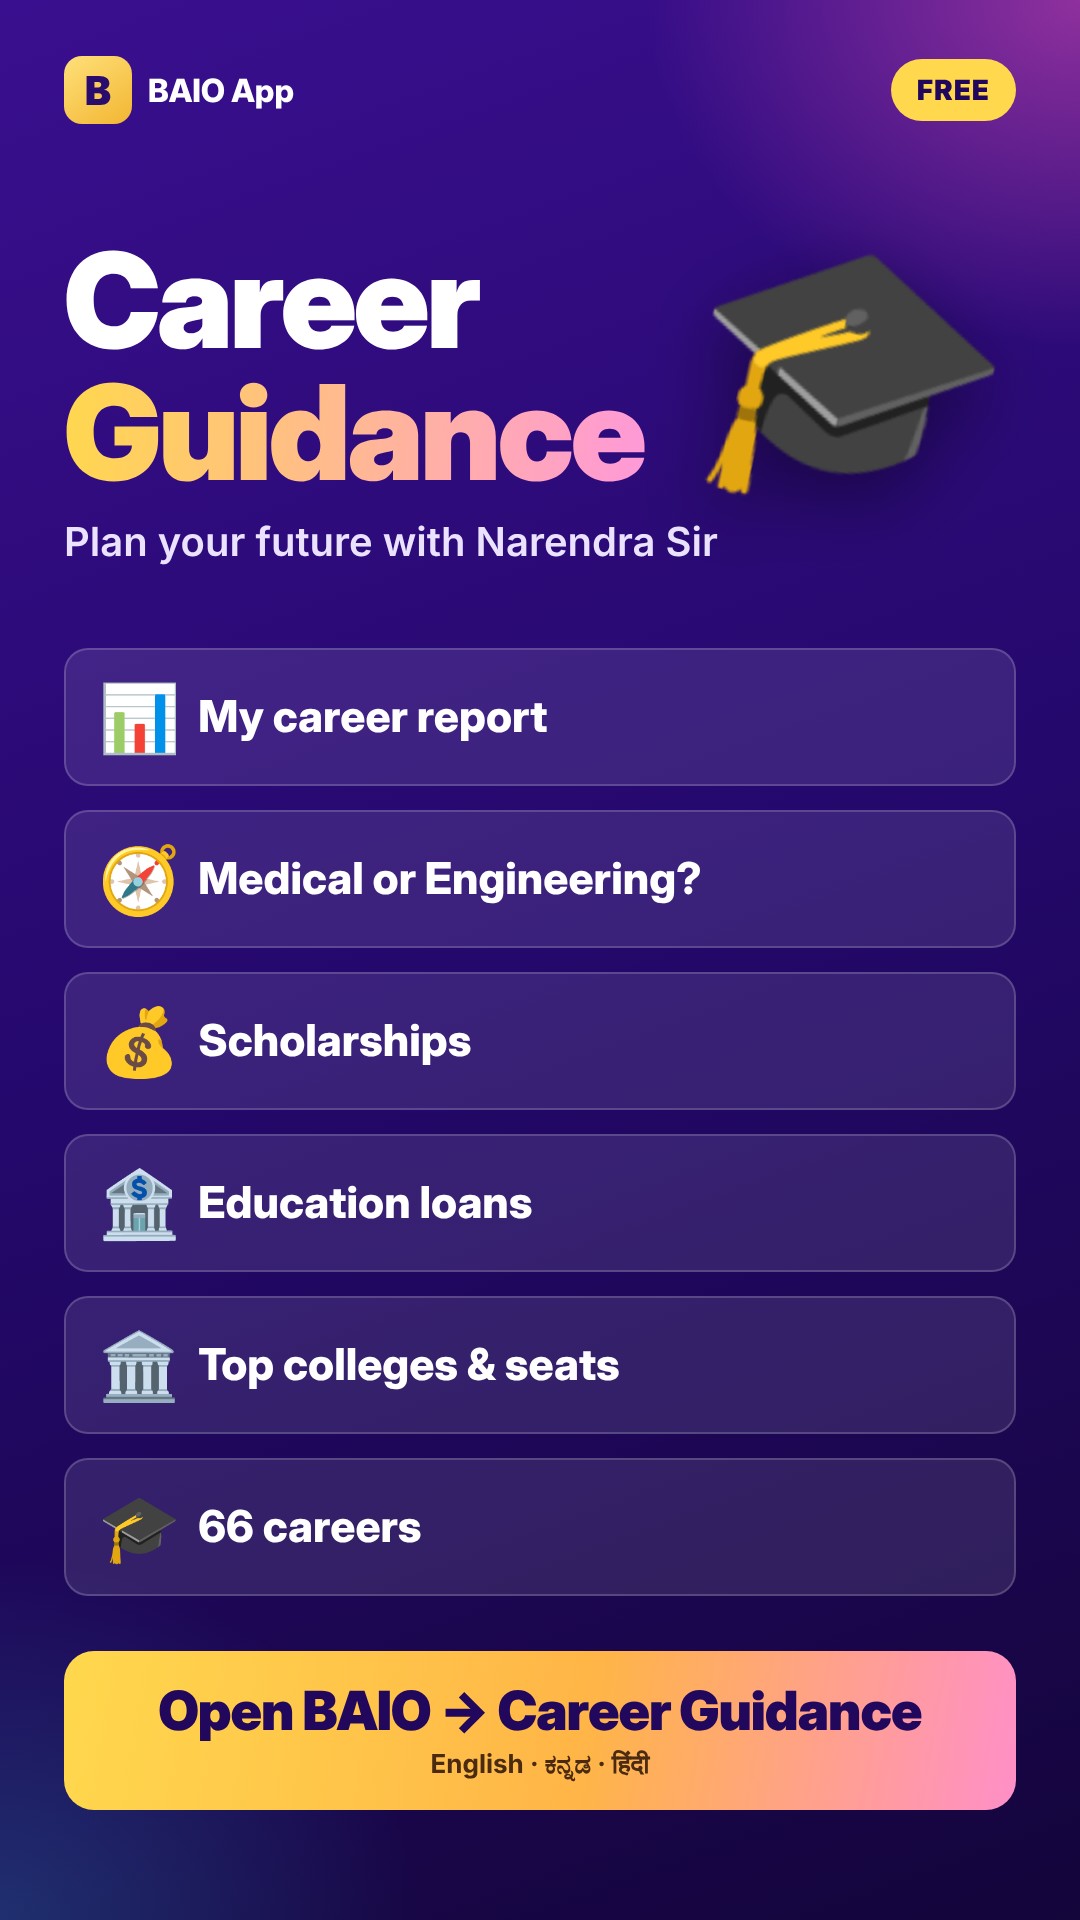 B BAIO App
FREE
Career
Guidance
Plan your future with Narendra Sir
My career report
Medical or Engineering?
Scholarships
Education loans
Top colleges & seats
66 careers
Open BAIO → Career Guidance
English · ಕನ್ನಡ · हिंदी